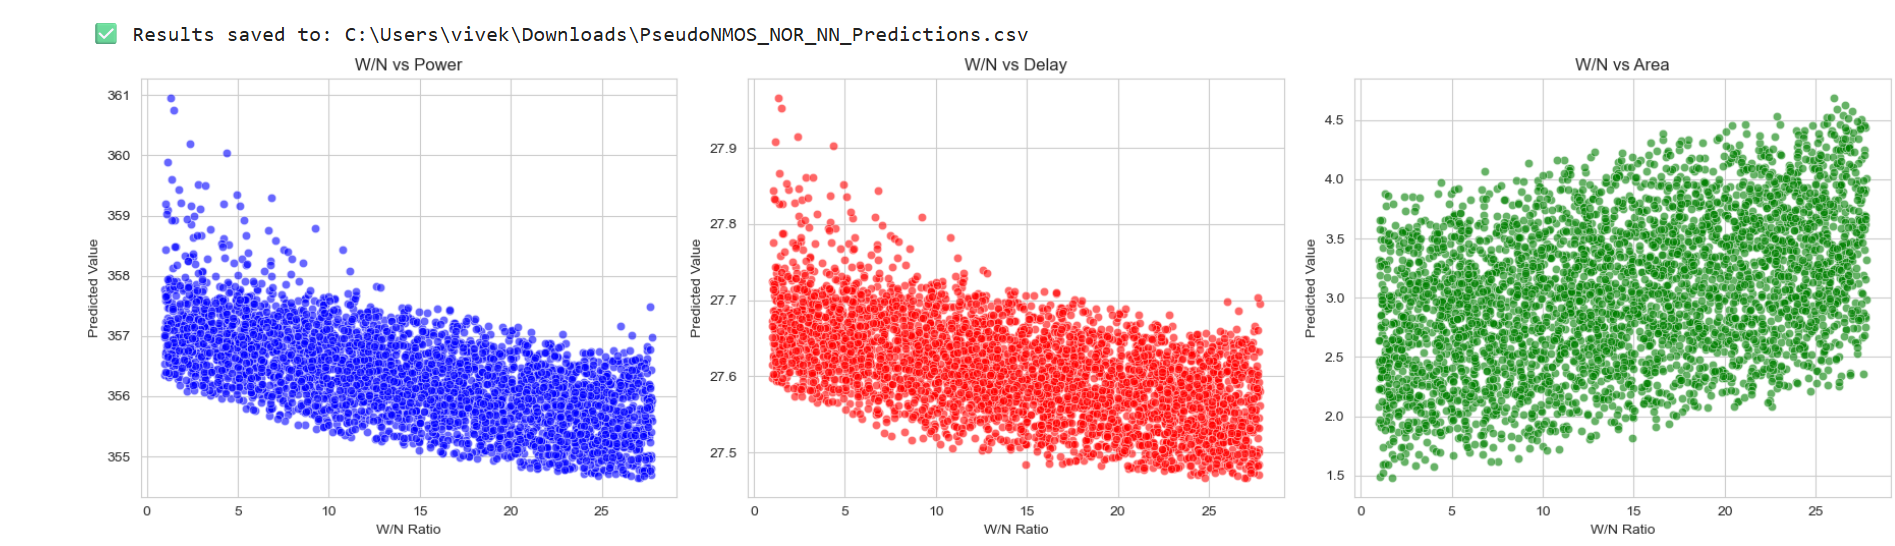 ✅ Results saved to: C:\Users\vivek\Downloads\PseudoNMOS_NOR_NN_Predictions.csv
W/N vs Power
361
360
359
358
357
356
355
Predicted Value
0 5 10 15 20 25
W/N Ratio
W/N vs Delay
27.9
27.8
27.7
27.6
27.5
Predicted Value
0 5 10 15 20 25
W/N Ratio
W/N vs Area
4.5
4.0
3.5
3.0
2.5
2.0
1.5
Predicted Value
0 5 10 15 20 25
W/N Ratio